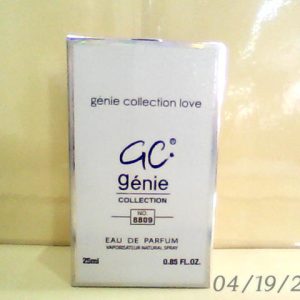 génie collection love
GC.
génie
COLLECTION
NO.
8809
EAU DE PARFUM
VAPORISATEUR NATURAL SPRAY
25ml 0.85 FL.OZ.
04/19/2